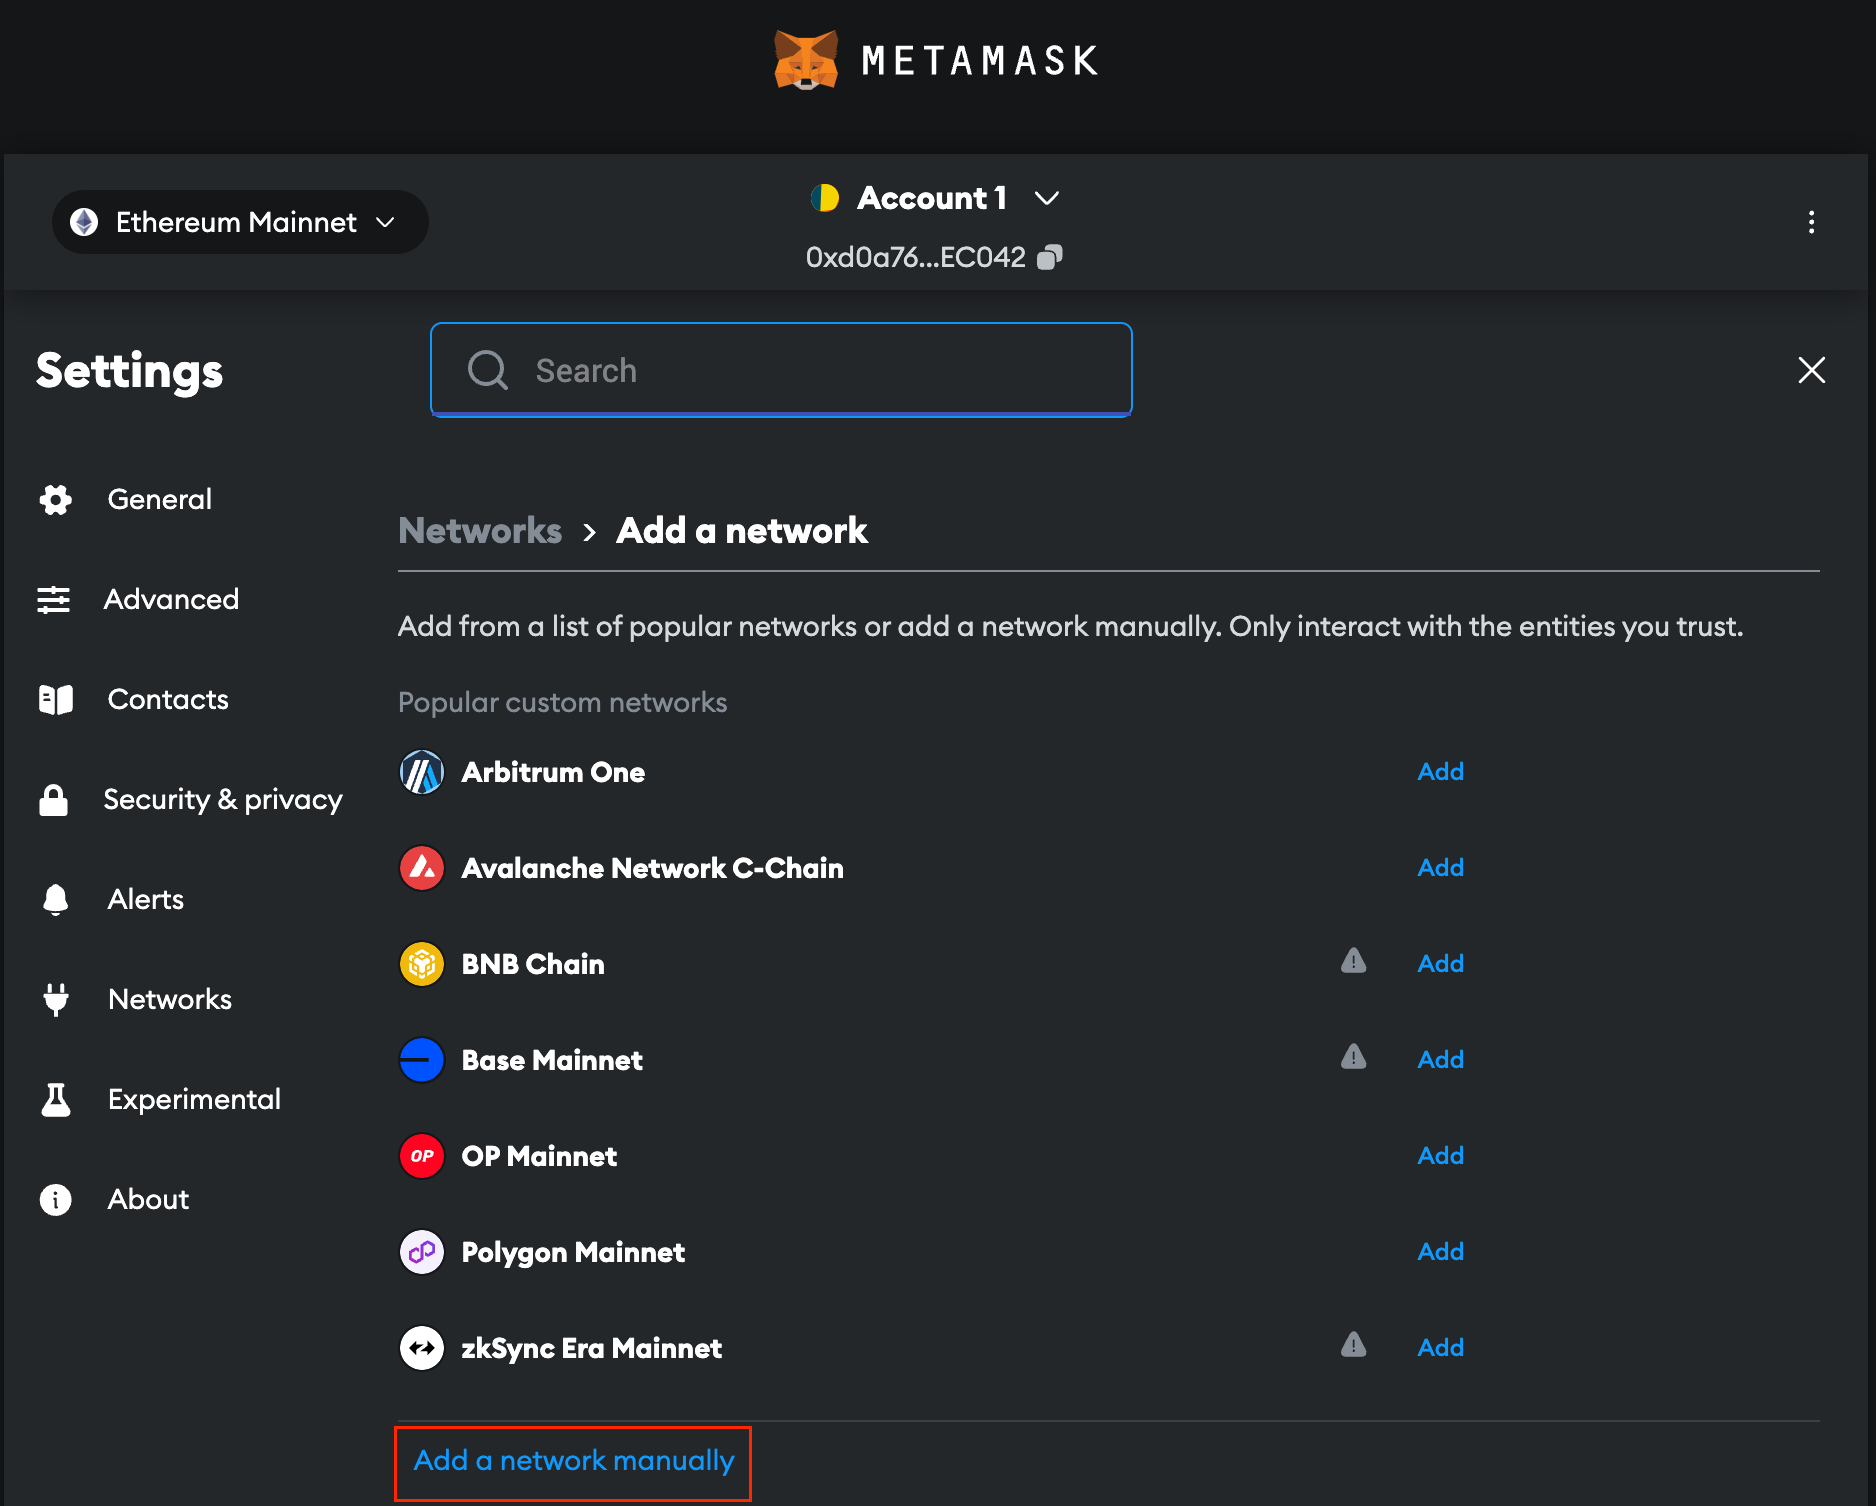 METAMASK
Ethereum Mainnet
Account 1
0xd0a76...EC042
Settings
Search
General
Advanced
Contacts
Security & privacy
Alerts
Networks
Experimental
About
Networks > Add a network
Add from a list of popular networks or add a network manually. Only interact with the entities you trust.
Popular custom networks
Arbitrum One Add
Avalanche Network C-Chain Add
BNB Chain Add
Base Mainnet Add
OP OP Mainnet Add
Polygon Mainnet Add
zkSync Era Mainnet Add
Add a network manually